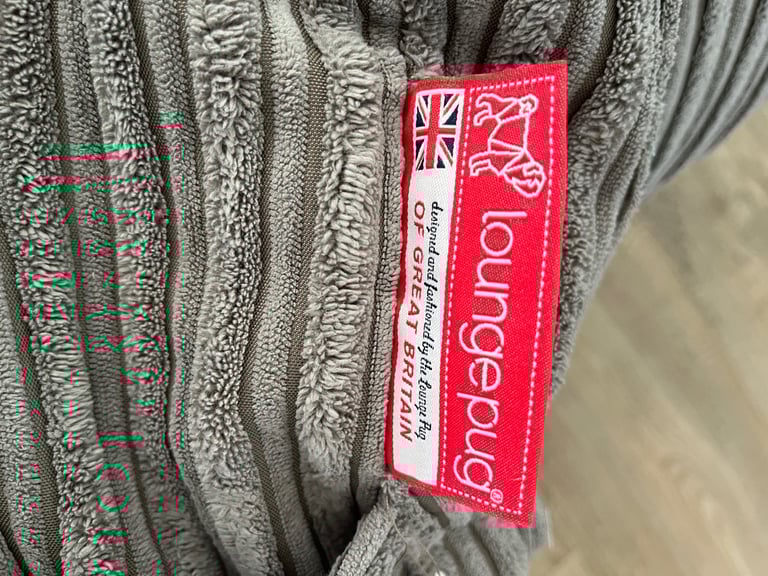 loungepug®
designed and fashioned by the Lounge Pug
OF GREAT BRITAIN